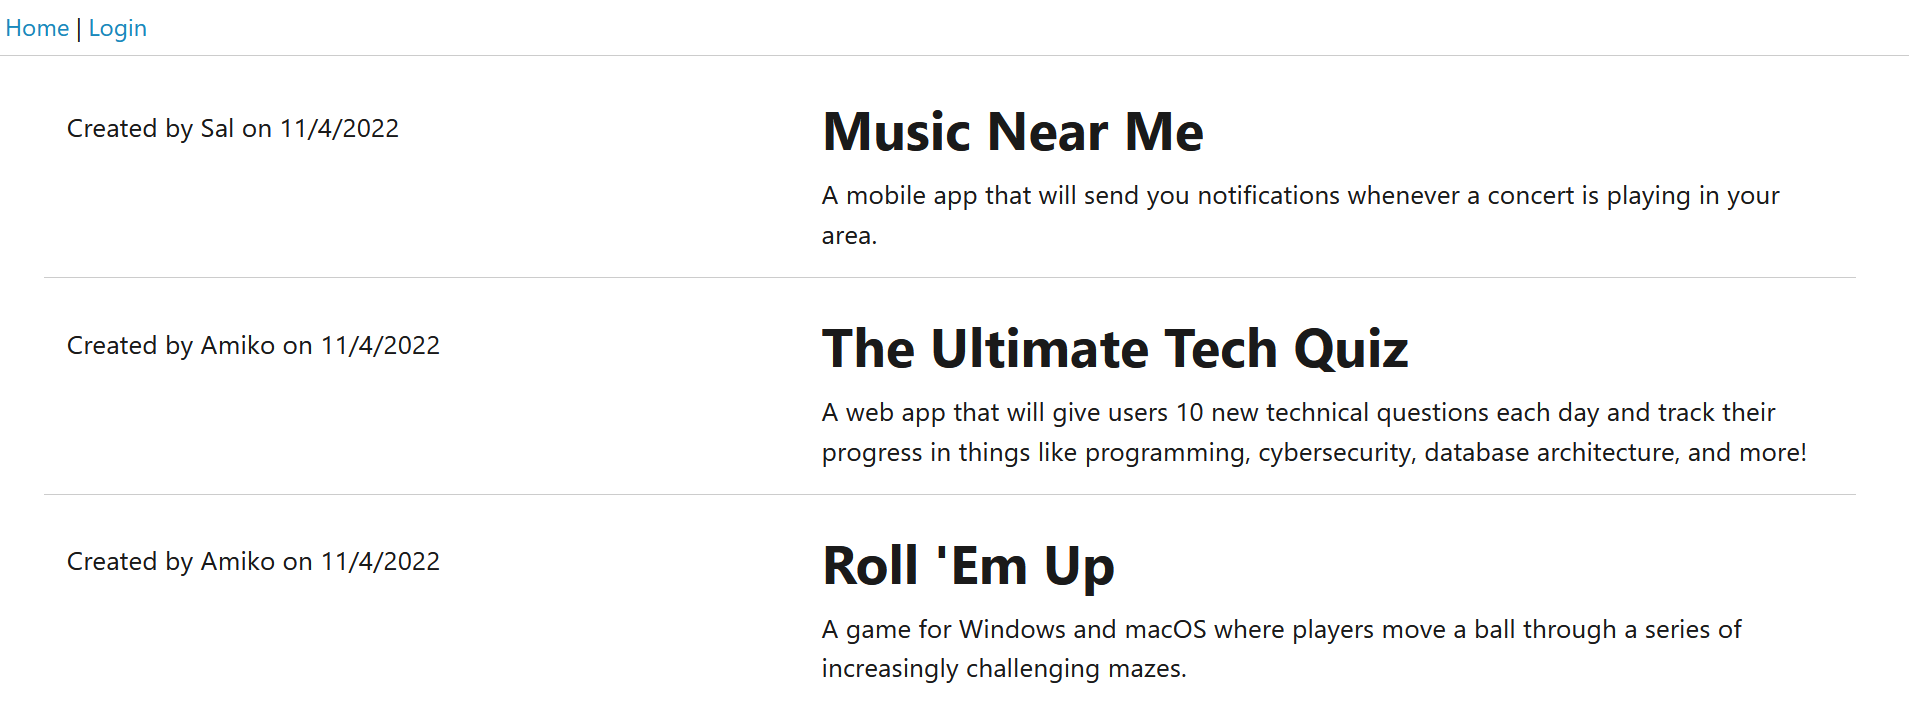 Home | Login
Created by Sal on 11/4/2022
Music Near Me
A mobile app that will send you notifications whenever a concert is playing in your
area.
Created by Amiko on 11/4/2022
The Ultimate Tech Quiz
A web app that will give users 10 new technical questions each day and track their
progress in things like programming, cybersecurity, database architecture, and more!
Created by Amiko on 11/4/2022
Roll 'Em Up
A game for Windows and macOS where players move a ball through a series of
increasingly challenging mazes.